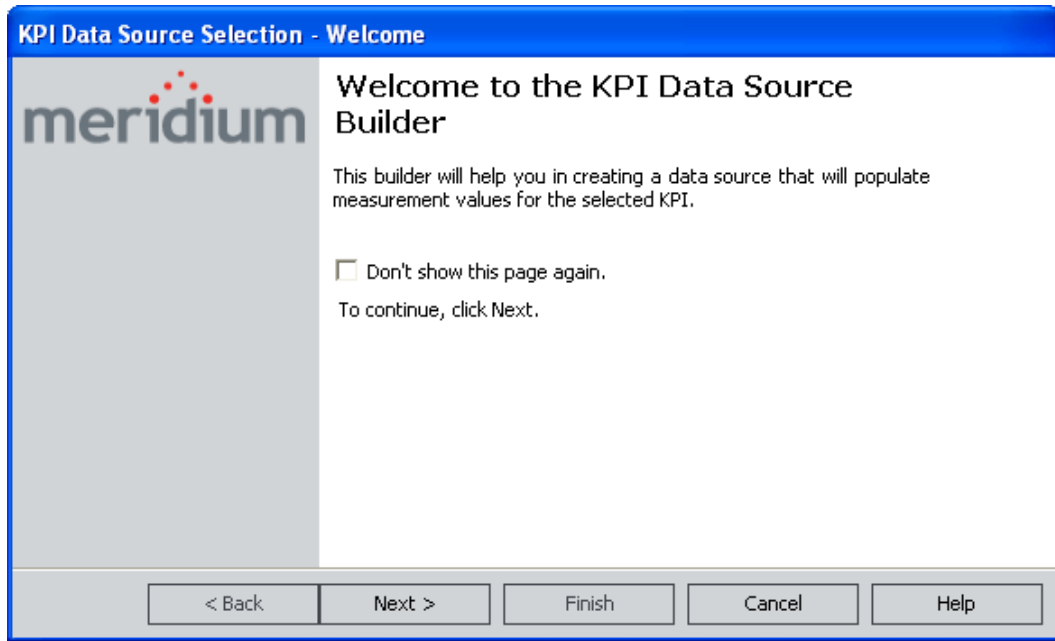 KPI Data Source Selection - Welcome
meridium
Welcome to the KPI Data Source
Builder
This builder will help you in creating a data source that will populate
measurement values for the selected KPI.
Don't show this page again.
To continue, click Next.
< Back
Next >
Finish
Cancel
Help